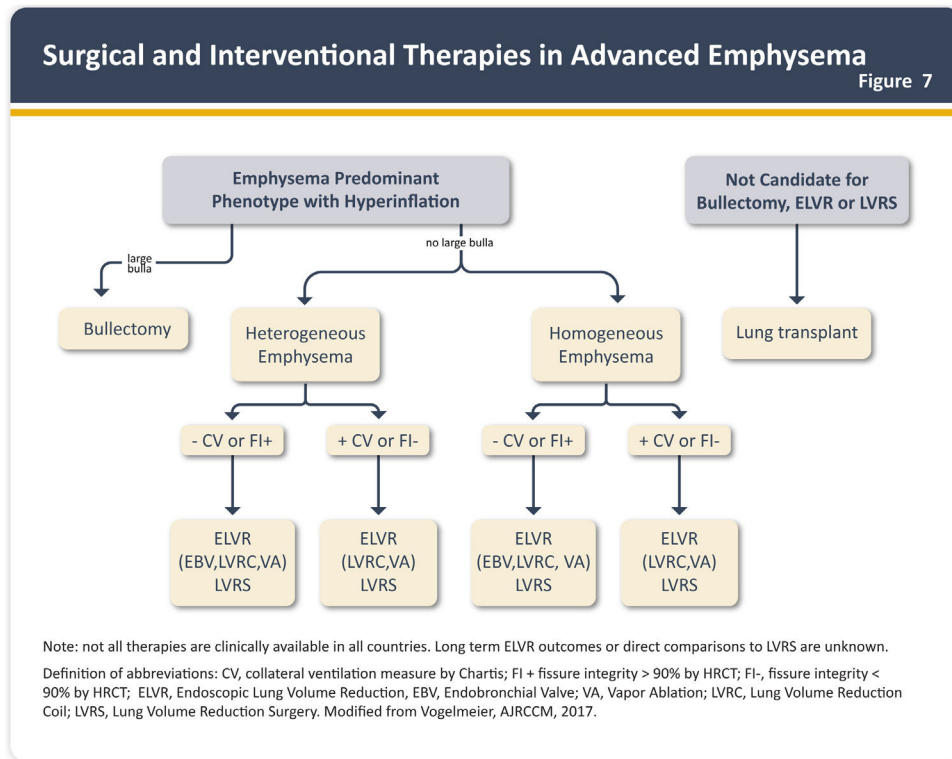 Surgical and Interventional Therapies in Advanced Emphysema
Figure 7
Emphysema Predominant
Phenotype with Hyperinflation
Not Candidate for
Bullectomy, ELVR or LVRS
large
bulla
no large bulla
Bullectomy
Heterogeneous
Emphysema
Homogeneous
Emphysema
Lung transplant
- CV or FI+
+ CV or FI-
- CV or FI+
+ CV or FI-
ELVR
(EBV,LVRC,VA)
LVRS
ELVR
(LVRC,VA)
LVRS
ELVR
(EBV,LVRC, VA)
LVRS
ELVR
(LVRC,VA)
LVRS
Note: not all therapies are clinically available in all countries. Long term ELVR outcomes or direct comparisons to LVRS are unknown.
Definition of abbreviations: CV, collateral ventilation measure by Chartis; FI + fissure integrity > 90% by HRCT; FI-, fissure integrity <
90% by HRCT; ELVR, Endoscopic Lung Volume Reduction, EBV, Endobronchial Valve; VA, Vapor Ablation; LVRC, Lung Volume Reduction
Coil; LVRS, Lung Volume Reduction Surgery. Modified from Vogelmeier, AJRCCM, 2017.